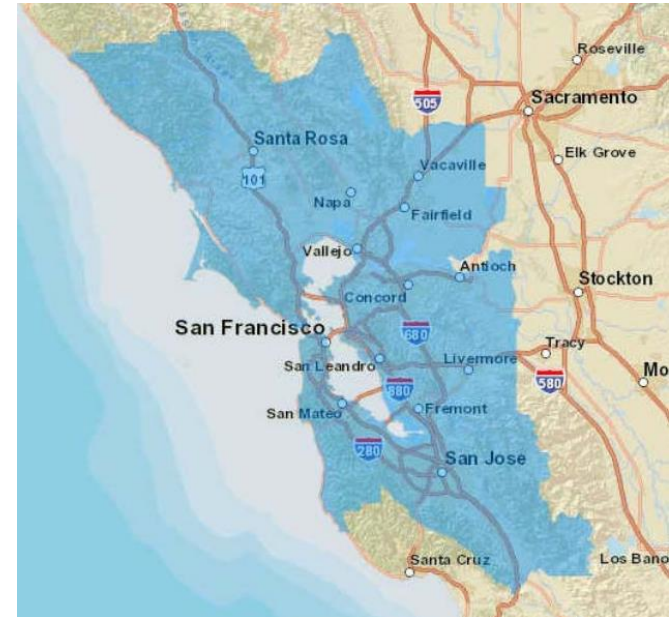 Roseville
505
Sacramento
Santa Rosa
Elk Grove
Vacaville
101
Napa
Fairfield
Vallejo
Antioch
Stockton
Concord
San Francisco
680
Tracy
San Leandro
Livermore
580
Mo
880
San Mateo
Fremont
280
San Jose
Santa Cruz
Los Bano